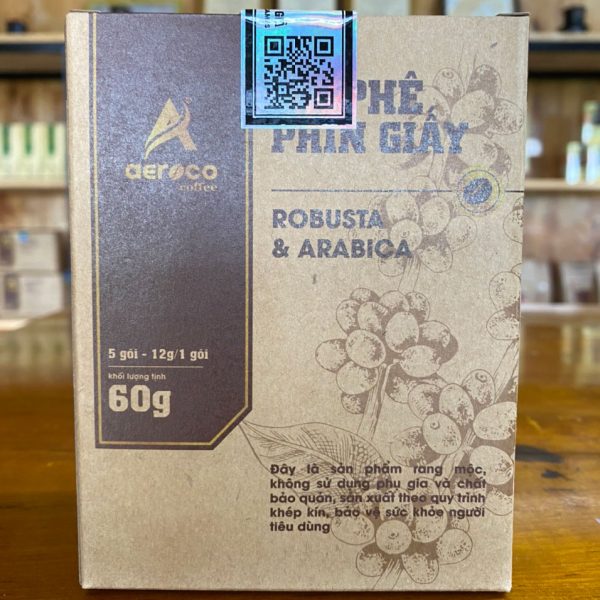 aeroco
coffee
PHÊ
PHIN GIẤY
ROBUSTA
& ARABICA
5 gói - 12g/1 gói
khối lượng tịnh
60g
Đây là sản phẩm rang mộc,
không sử dụng phụ gia và chất
bảo quản, sản xuất theo quy trình
khép kín, bảo vệ sức khỏe người
tiêu dùng